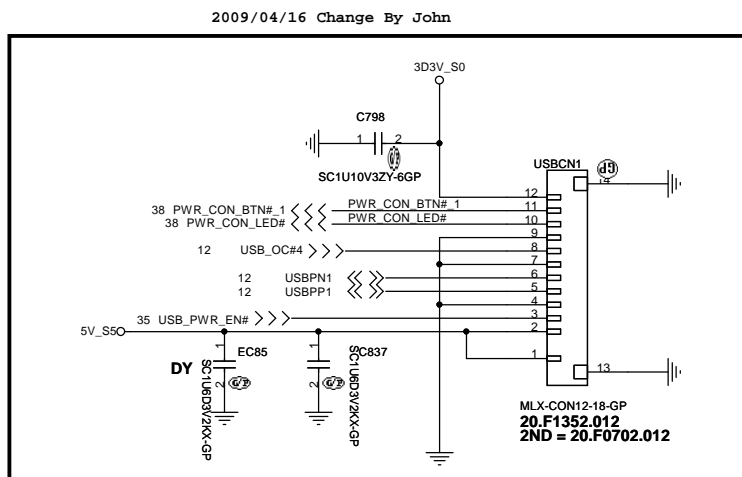 2009/04/16 Change By John
3D3V_S0
C798
1 2
SC1U10V3ZY-6GP
USBCN1
GP
14
12
38 PWR_CON_BTN#_1 PWR_CON_BTN#_1 11
38 PWR_CON_LED# PWR_CON_LED# 10
9
12 USB_OC#4 8
7
12 USBPN1 6
12 USBPP1 5
4
35 USB_PWR_EN# 3
5V_S5 2
1
13
DY
1
EC85
2
SC1U6D3V2KX-GP
1
C837
2
SC1U6D3V2KX-GP
MLX-CON12-18-GP
20.F1352.012
2ND = 20.F0702.012